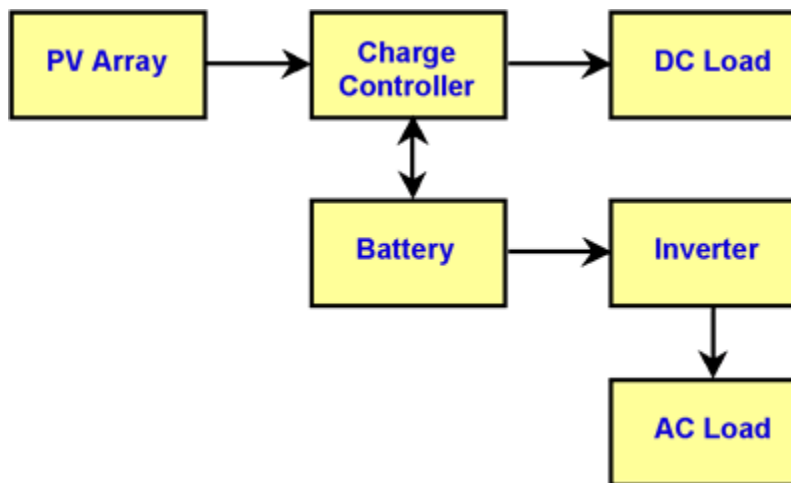 PV Array
Charge
Controller
DC Load
Battery
Inverter
AC Load